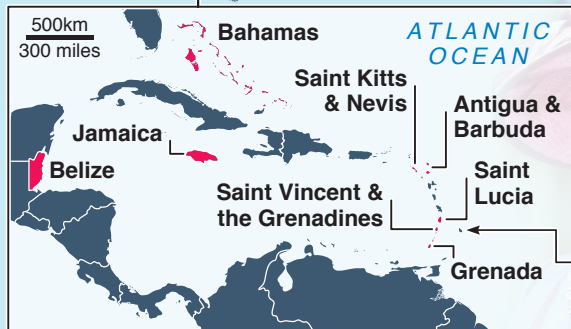 500km
300 miles
Bahamas
ATLANTIC
OCEAN
Saint Kitts
& Nevis
Antigua &
Barbuda
Jamaica
Belize
Saint Vincent &
the Grenadines
Saint
Lucia
Grenada